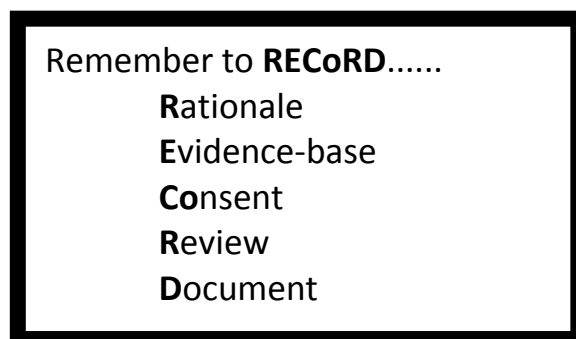 Remember to RECoRD......
Rationale
Evidence-base
Consent
Review
Document